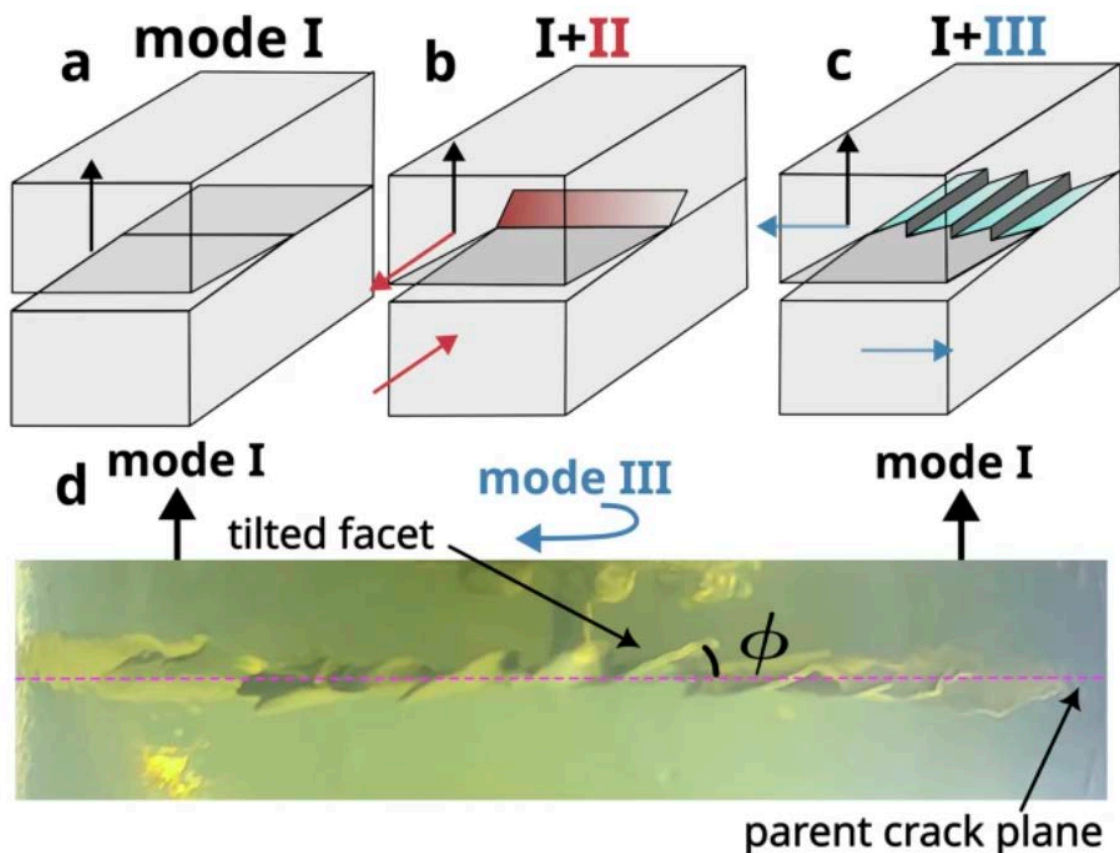 mode I
I+II
I+III
a
b
c
d
mode I
mode III
mode I
tilted facet
ϕ
parent crack plane